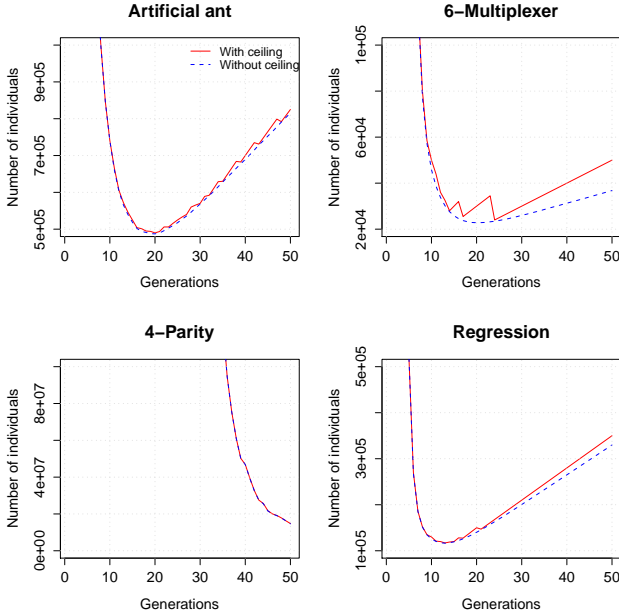 Artificial ant
Number of individuals
5e+05
7e+05
9e+05
With ceiling
Without ceiling
0 10 20 30 40 50
Generations
6−Multiplexer
Number of individuals
2e+04
6e+04
1e+05
0 10 20 30 40 50
Generations
4−Parity
Number of individuals
0e+00
4e+07
8e+07
0 10 20 30 40 50
Generations
Regression
Number of individuals
1e+05
3e+05
5e+05
0 10 20 30 40 50
Generations